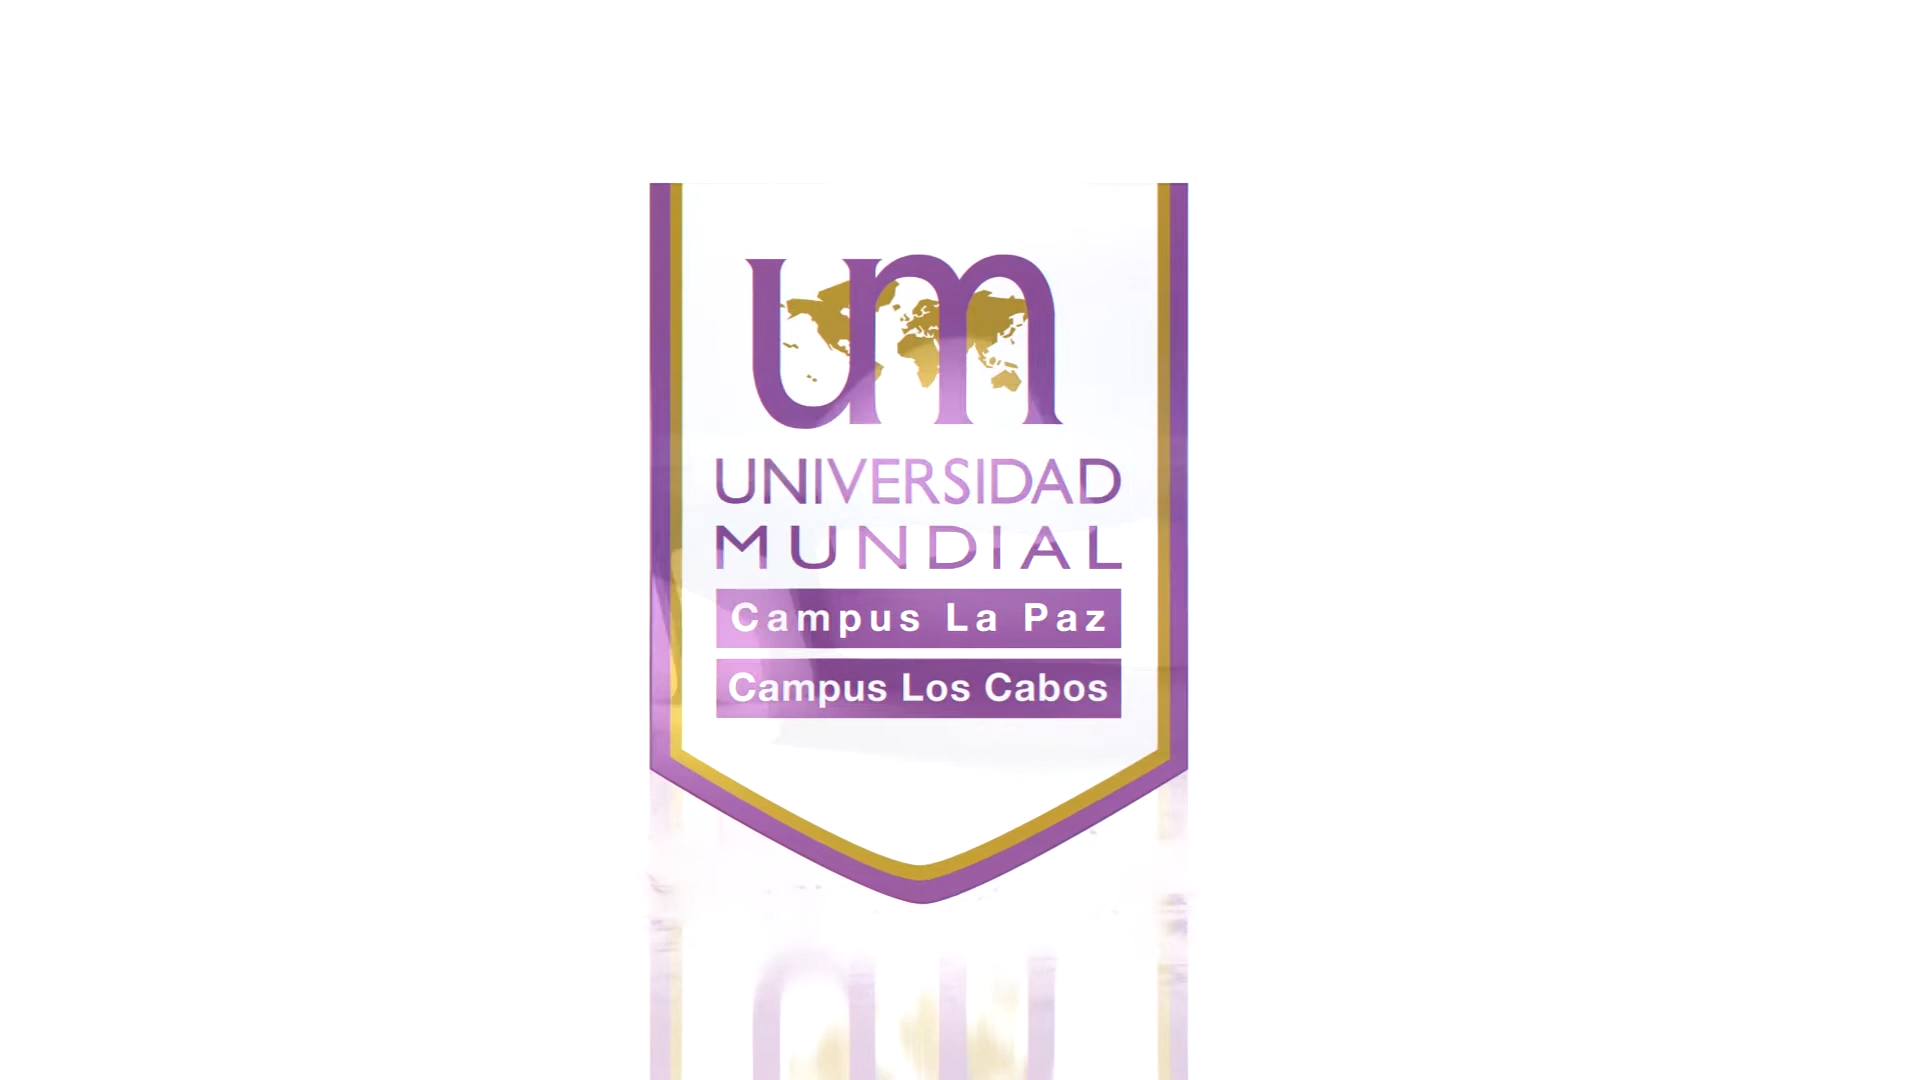 um
UNIVERSIDAD
MUNDIAL
Campus La Paz
Campus Los Cabos